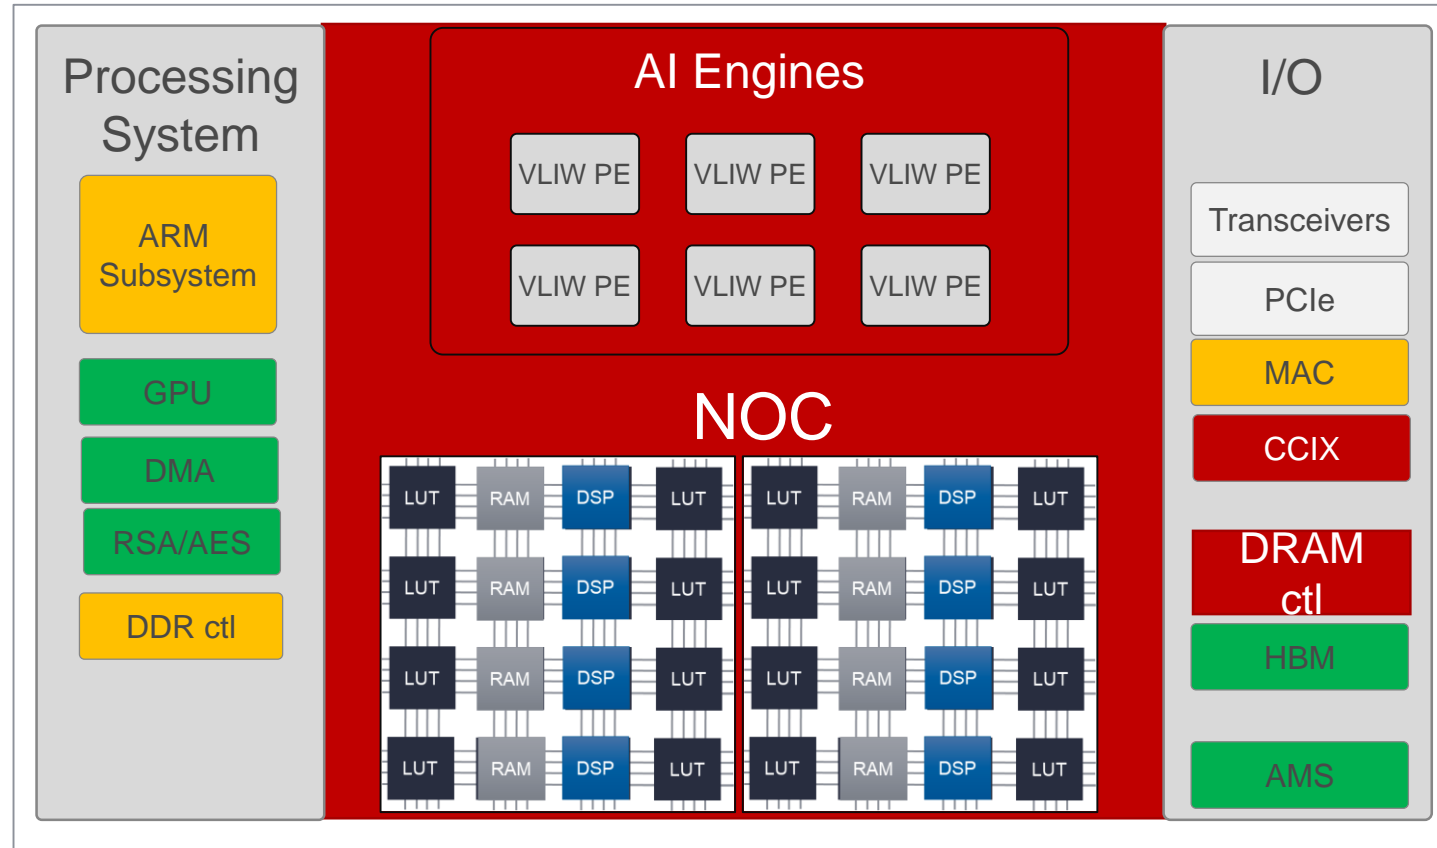 Processing
System
ARM
Subsystem
GPU
DMA
RSA/AES
DDR ctl
AI Engines
VLIW PE VLIW PE VLIW PE
VLIW PE VLIW PE VLIW PE
NOC
LUT RAM DSP LUT LUT RAM DSP LUT
LUT RAM DSP LUT LUT RAM DSP LUT
LUT RAM DSP LUT LUT RAM DSP LUT
LUT RAM DSP LUT LUT RAM DSP LUT
I/O
Transceivers
PCIe
MAC
CCIX
DRAM
ctl
HBM
AMS